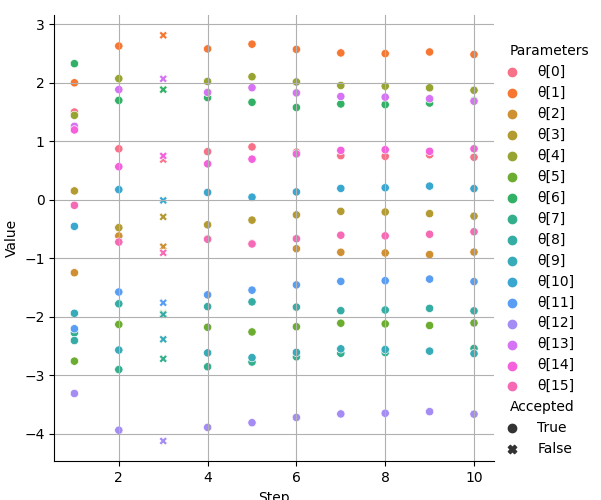 3
2
1
0
−1
−2
−3
−4
Value
2
4
6
8
10
Step
Parameters
θ[0]
θ[1]
θ[2]
θ[3]
θ[4]
θ[5]
θ[6]
θ[7]
θ[8]
θ[9]
θ[10]
θ[11]
θ[12]
θ[13]
θ[14]
θ[15]
Accepted
True
False